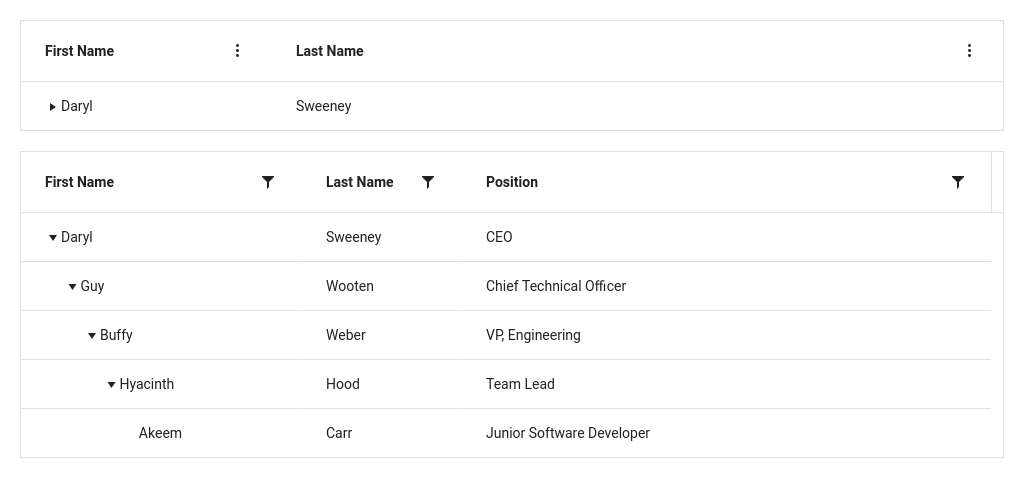 First Name Last Name
Daryl Sweeney
First Name Last Name Position
Daryl Sweeney CEO
Guy Wooten Chief Technical Officer
Buffy Weber VP, Engineering
Hyacinth Hood Team Lead
Akeem Carr Junior Software Developer